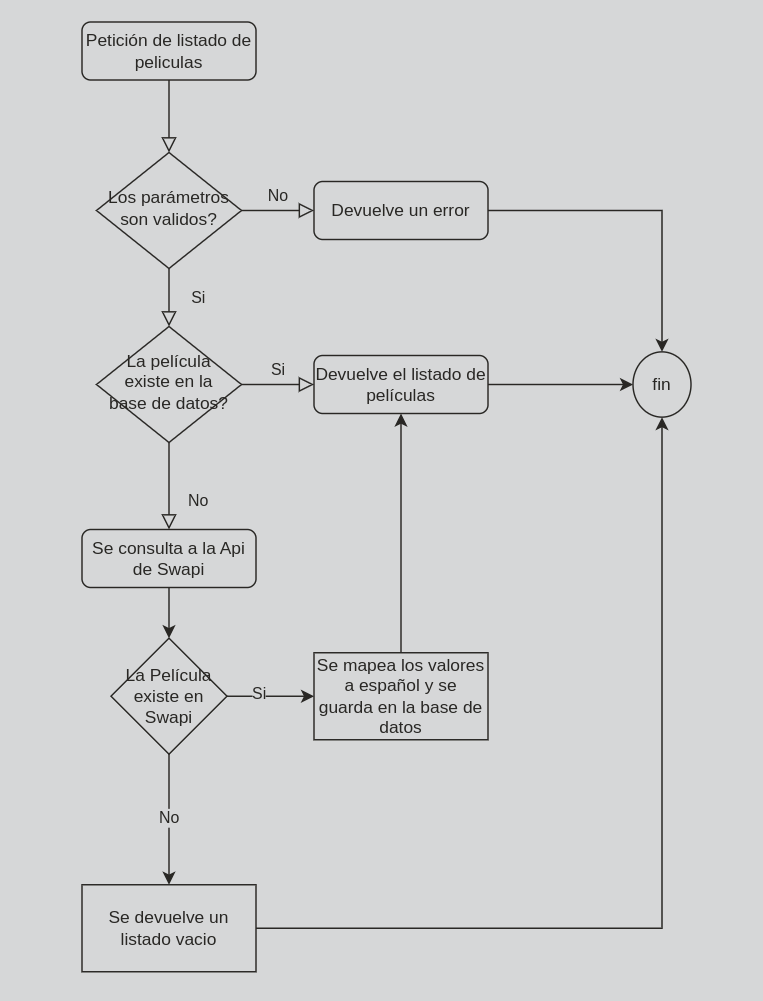 Petición de listado de
peliculas
Los parámetros
son validos?
No
Devuelve un error
Si
La película
existe en la
base de datos?
Si
Devuelve el listado de
películas
fin
No
Se consulta a la Api
de Swapi
La Película
existe en
Swapi
Si
Se mapea los valores
a español y se
guarda en la base de
datos
No
Se devuelve un
listado vacio